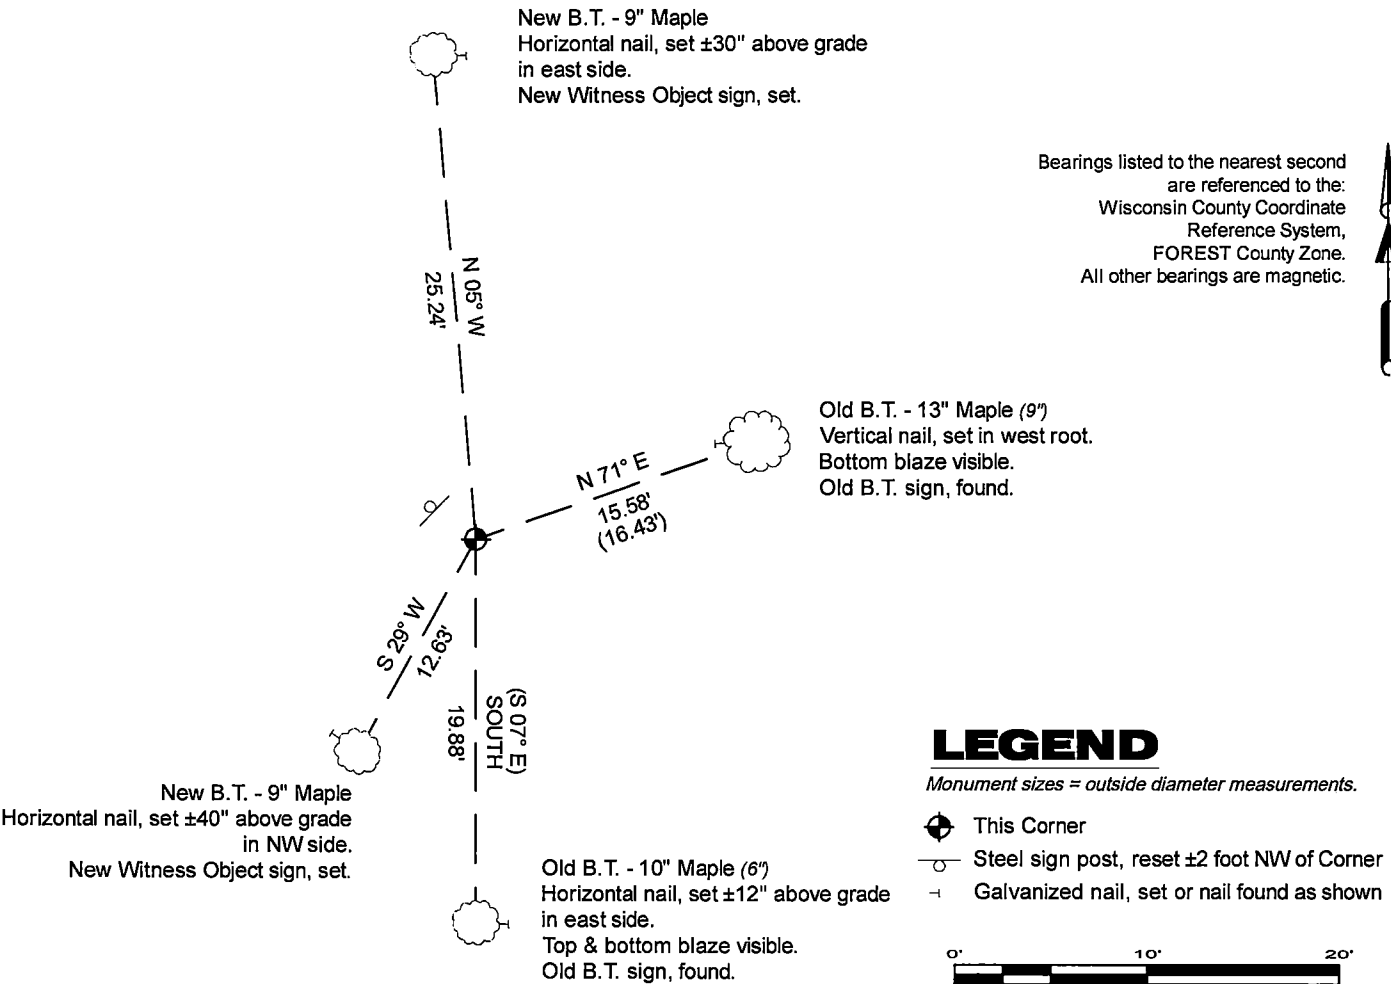 New B.T. - 9" Maple
Horizontal nail, set ±30" above grade
in east side.
New Witness Object sign, set.
Bearings listed to the nearest second
are referenced to the:
Wisconsin County Coordinate
Reference System,
FOREST County Zone.
All other bearings are magnetic.
N 05° W
25.24'
Old B.T. - 13" Maple (9")
Vertical nail, set in west root.
Bottom blaze visible.
Old B.T. sign, found.
N 71° E
15.58'
(16.43')
S 29° W
12.63'
(S 07° E)
SOUTH
19.88'
New B.T. - 9" Maple
Horizontal nail, set ±40" above grade
in NW side.
New Witness Object sign, set.
Old B.T. - 10" Maple (6")
Horizontal nail, set ±12" above grade
in east side.
Top & bottom blaze visible.
Old B.T. sign, found.
LEGEND
Monument sizes = outside diameter measurements.
This Corner
Steel sign post, reset ±2 foot NW of Corner
Galvanized nail, set or nail found as shown
0' 10' 20'